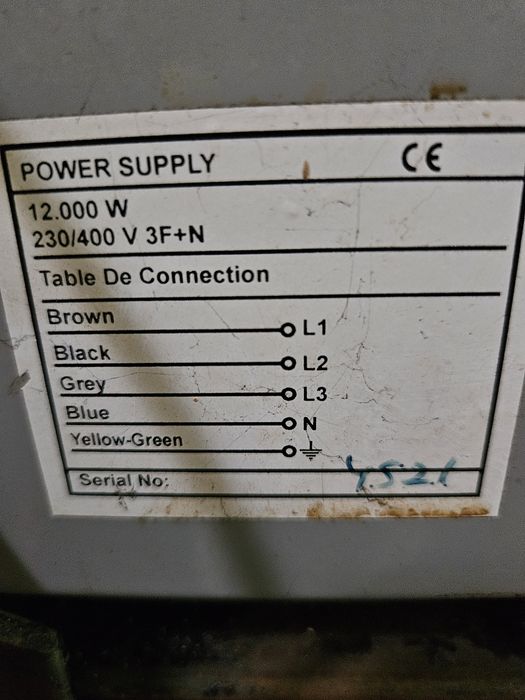 POWER SUPPLY CE
12.000 W
230/400 V 3F+N
Table De Connection
Brown L1
Black L2
Grey L3
Blue N
Yellow-Green
Serial No: 4521